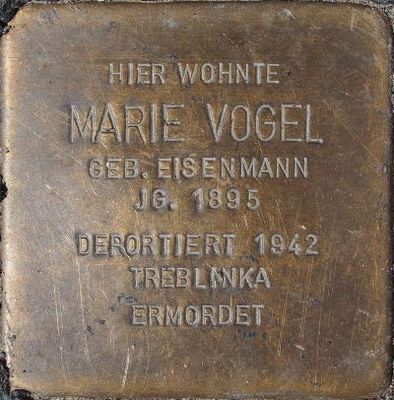 HIER WOHNTE
MARIE VOGEL
GEB. EISENMANN
JG. 1895
DEPORTIERT 1942
TREBLINKA
ERMORDET